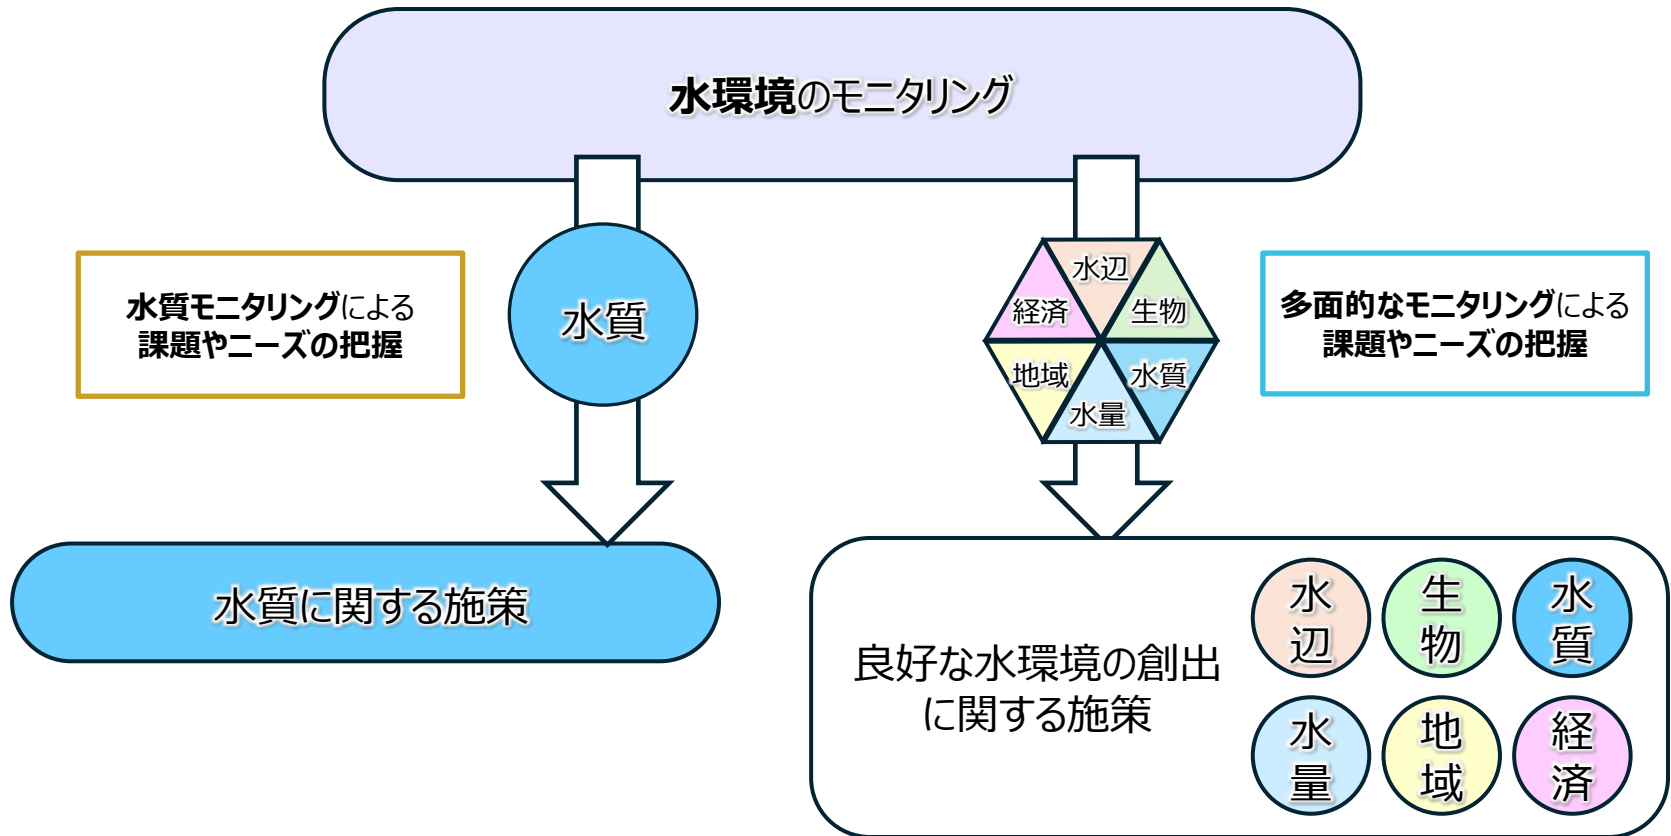 水環境のモニタリング
水質モニタリングによる
課題やニーズの把握
水質
水辺
経済
生物
地域
水質
水量
多面的なモニタリングによる
課題やニーズの把握
水質に関する施策
良好な水環境の創出
に関する施策
水辺
生物
水質
水量
地域
経済